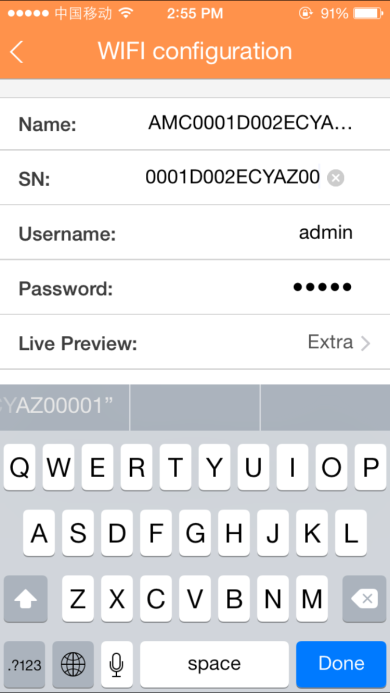 中国移动 2:55 PM 91%
WIFI configuration
Name: AMC0001D002ECYA...
SN: 0001D002ECYAZ00
Username: admin
Password: •••••
Live Preview: Extra
CYAZ00001”
Q W E R T Y U I O P
A S D F G H J K L
Z X C V B N M
.?123 space Done